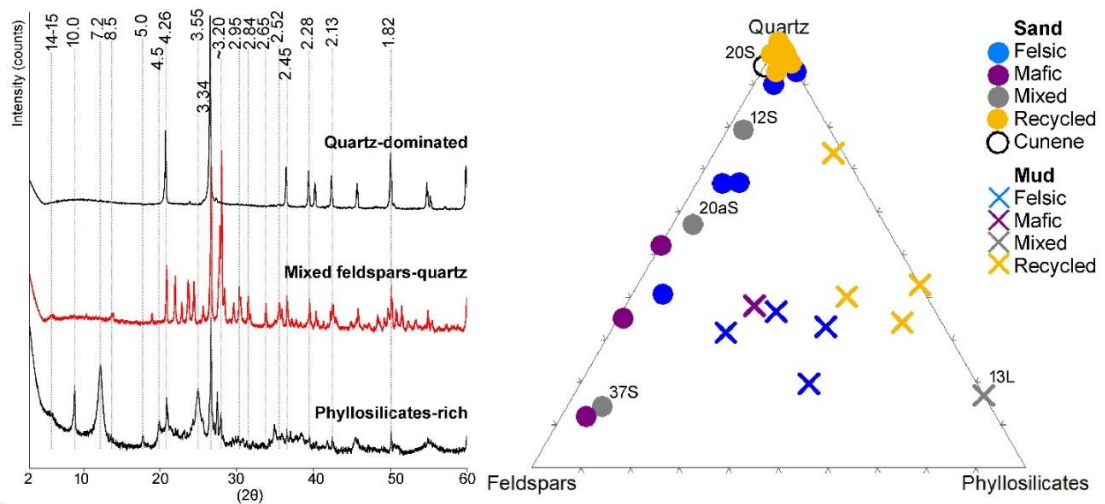 Intensity (counts)
14-15
10.0
7.2
8.5
5.0
4.5
4.26
3.55
3.34
~3.20
2.95
2.84
2.65
2.52
2.45
2.28
2.13
1.82
Quartz-dominated
Mixed feldspars-quartz
Phyllosilicates-rich
2 10 20 30 40 50 60
(2θ)
Quartz
20S
12S
20aS
37S
13L
Feldspars
Phyllosilicates
Sand
Felsic
Mafic
Mixed
Recycled
Cunene
Mud
Felsic
Mafic
Mixed
Recycled